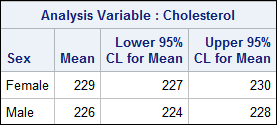 Analysis Variable : Cholesterol
Sex Mean Lower 95% CL for Mean Upper 95% CL for Mean
Female 229 227 230
Male 226 224 228